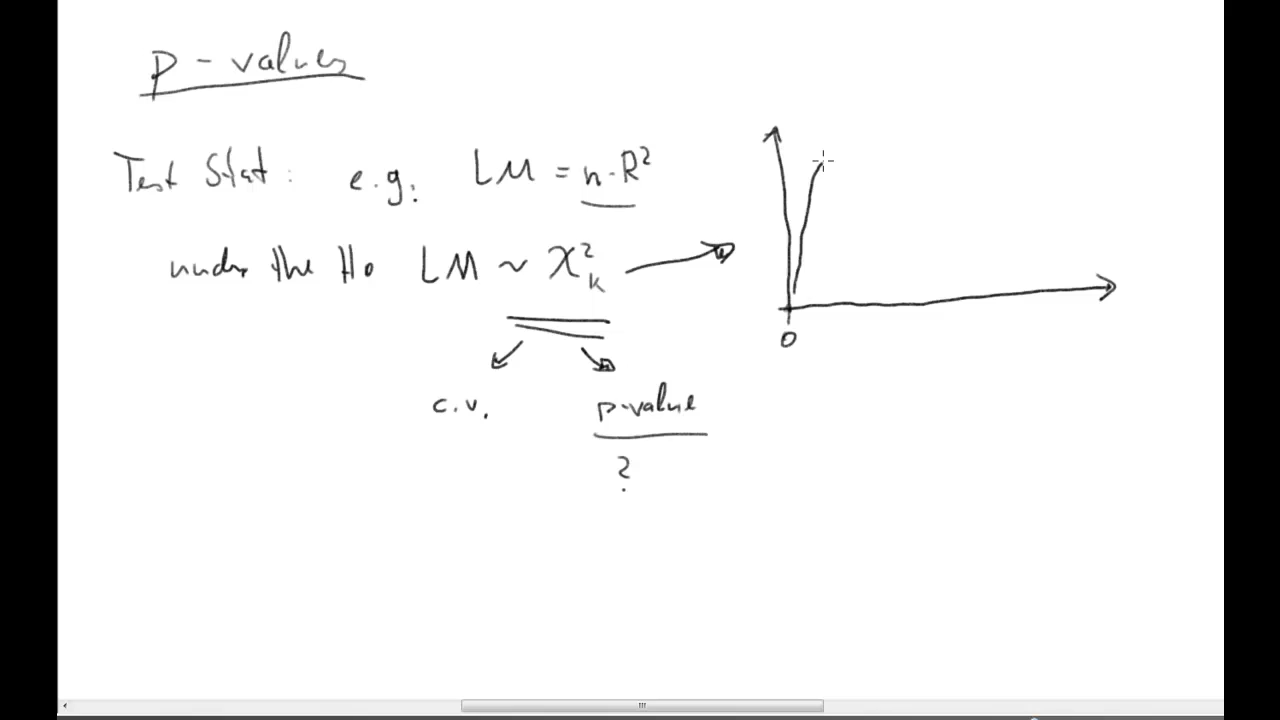 p - values
Test Stat: e.g: LM = n·R²
under the H₀ LM ~ χ²ₖ
0
c.v. p-value
?